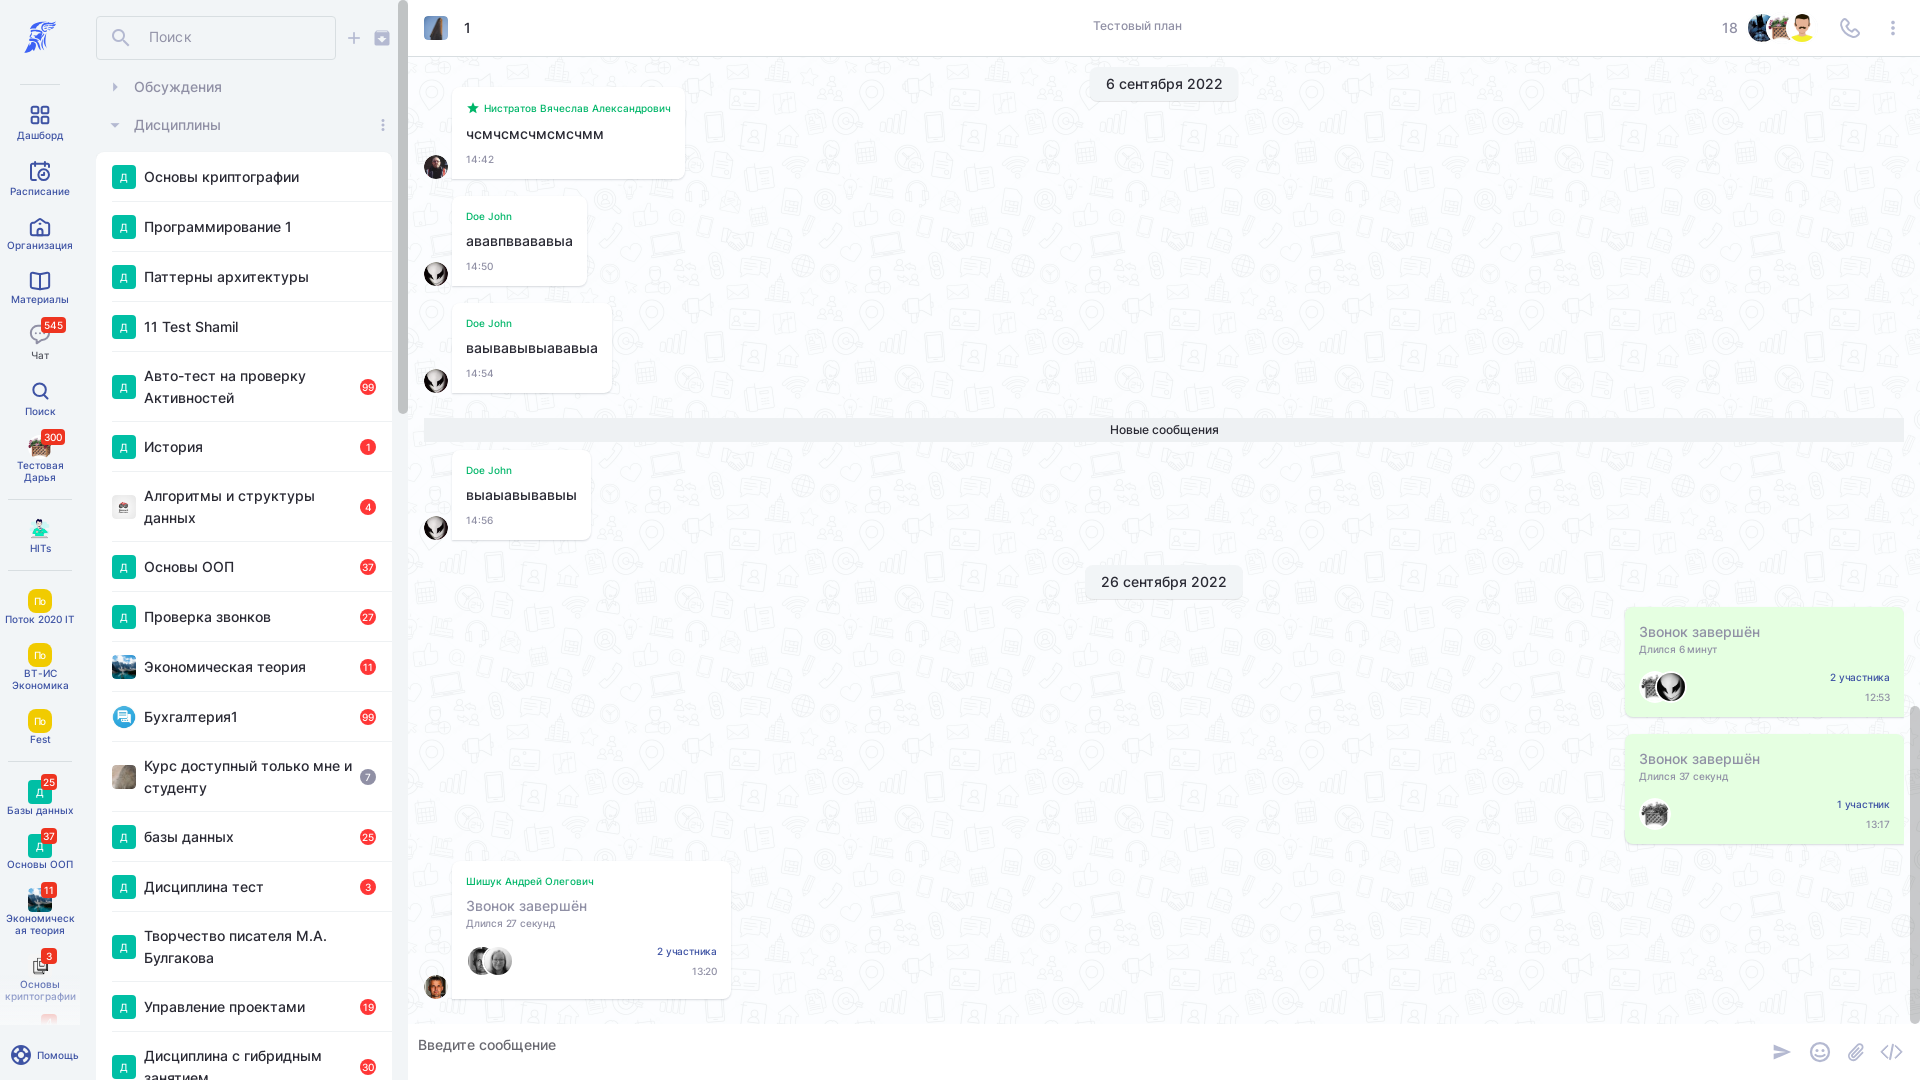 Дашборд
Расписание
Организация
Материалы
545
Чат
Поиск
300
Тестовая
Дарья
HITs
По
Поток 2020 IT
По
ВТ-ИС
Экономика
По
Fest
25
Д
Базы данных
37
Д
Основы ООП
11
Экономическ
ая теория
3
Основы
криптографии
Помощь
Поиск
Обсуждения
Дисциплины
Д
Основы криптографии
Д
Программирование 1
Д
Паттерны архитектуры
Д
11 Test Shamil
Д
Авто-тест на проверку
Активностей
99
Д
История
1
Алгоритмы и структуры
данных
4
Д
Основы ООП
37
Д
Проверка звонков
27
Экономическая теория
11
Бухгалтерия1
99
Курс доступный только мне и
студенту
7
Д
базы данных
25
Д
Дисциплина тест
3
Д
Творчество писателя М.А.
Булгакова
Д
Управление проектами
19
Д
Дисциплина с гибридным
занятием
30
1
Тестовый план
18
6 сентября 2022
Нистратов Вячеслав Александрович
чсмчсмсчмсмсчмм
14:42
Doe John
ававпввававыа
14:50
Doe John
ваывавывыававыа
14:54
Новые сообщения
Doe John
выаыавывавыы
14:56
26 сентября 2022
Звонок завершён
Длился 6 минут
2 участника
12:53
Звонок завершён
Длился 37 секунд
1 участник
13:17
Шишук Андрей Олегович
Звонок завершён
Длился 27 секунд
2 участника
13:20
Введите сообщение